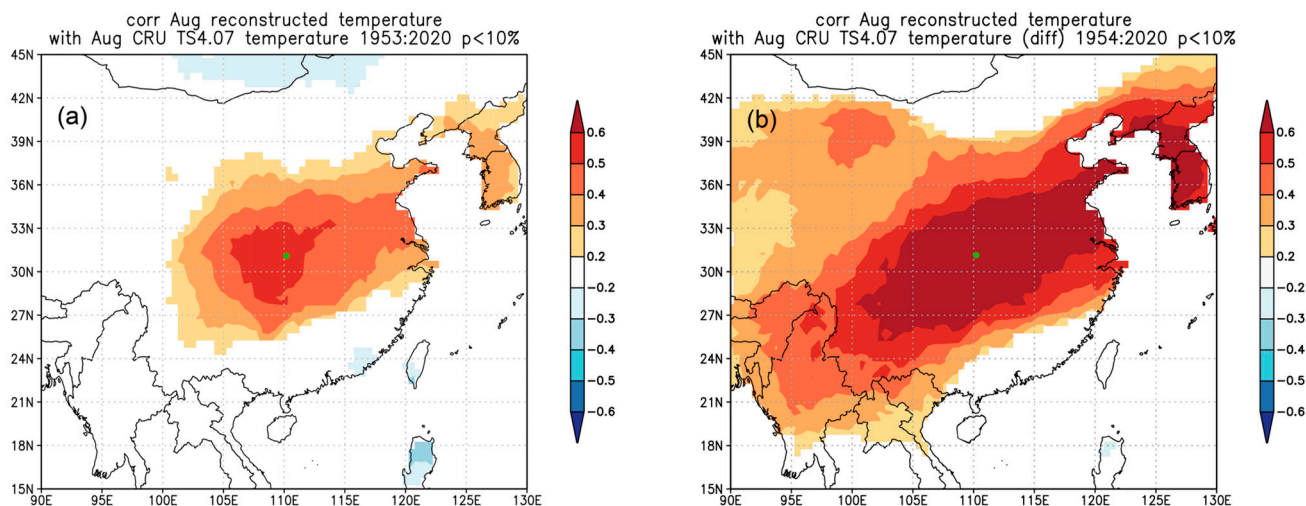 corr Aug reconstructed temperature
with Aug CRU TS4.07 temperature 1953:2020 p<10%
(a)
45N
42N
39N
36N
33N
30N
27N
24N
21N
18N
15N
90E 95E 100E 105E 110E 115E 120E 125E 130E
0.6
0.5
0.4
0.3
0.2
−0.2
−0.3
−0.4
−0.5
−0.6
corr Aug reconstructed temperature
with Aug CRU TS4.07 temperature (diff) 1954:2020 p<10%
(b)
45N
42N
39N
36N
33N
30N
27N
24N
21N
18N
15N
90E 95E 100E 105E 110E 115E 120E 125E 130E
0.6
0.5
0.4
0.3
0.2
−0.2
−0.3
−0.4
−0.5
−0.6